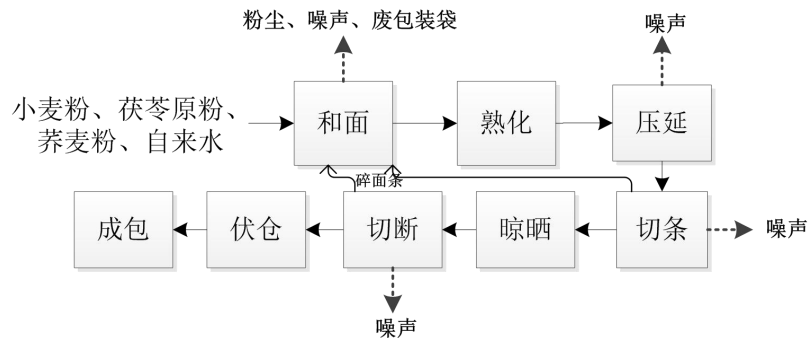 粉尘、噪声、废包装袋
噪声
小麦粉、茯苓原粉、
荞麦粉、自来水
和面
熟化
压延
碎面条
成包
伏仓
切断
晾晒
切条
噪声
噪声